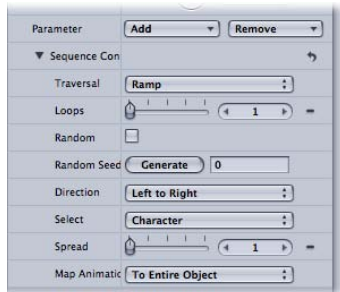 Parameter Add Remove
Sequence Con
Traversal Ramp
Loops 1
Random
Random Seed Generate 0
Direction Left to Right
Select Character
Spread 1
Map Animatic To Entire Object